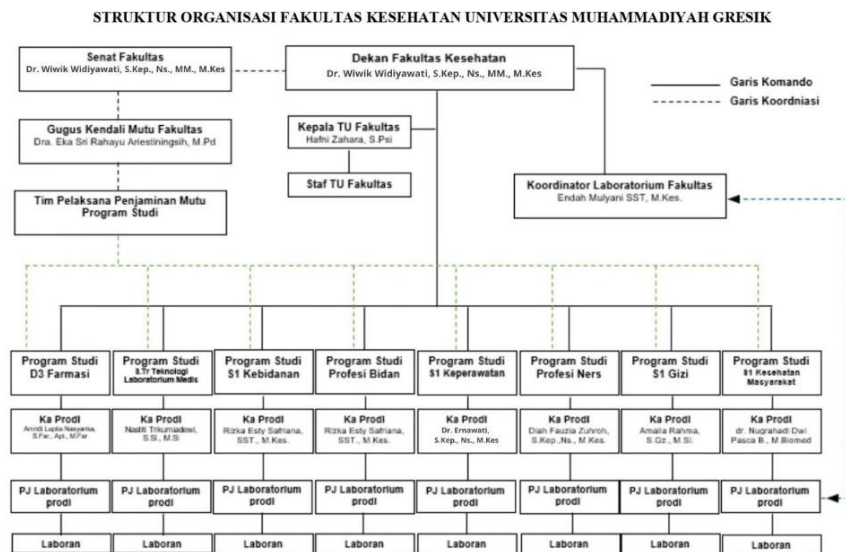 STRUKTUR ORGANISASI FAKULTAS KESEHATAN UNIVERSITAS MUHAMMADIYAH GRESIK
Senat Fakultas
Dr. Wiwik Widiyawati, S.Kep., Ns., MM., M.Kes
Dekan Fakultas Kesehatan
Dr. Wiwik Widiyawati, S.Kep., Ns., MM., M.Kes
Garis Komando
Garis Koordniasi
Gugus Kendali Mutu Fakultas
Dra. Eka Sri Rahayu Ariestiningsih, M.Pd
Kepala TU Fakultas
Hafni Zahara, S.Psi
Staf TU Fakultas
Koordinator Laboratorium Fakultas
Endah Mulyani SST, M.Kes.
Tim Pelaksana Penjaminan Mutu
Program Studi
Program Studi
D3 Farmasi
Program Studi
S.Tr Teknologi
Laboratorium Medis
Program Studi
S1 Kebidanan
Program Studi
Profesi Bidan
Program Studi
S1 Keperawatan
Program Studi
Profesi Ners
Program Studi
S1 Gizi
Program Studi
S1 Kesehatan
Masyarakat
Ka Prodi
Anindi Lupita
S.Far., Apt., M.Far
Ka Prodi
Nastiti Trikurniadewi,
S.Si., M.Si
Ka Prodi
Rizka Esty Safriana,
SST., M.Kes.
Ka Prodi
Rizka Esty Safriana,
SST., M.Kes.
Ka Prodi
Dr. Ernawati,
S.Kep., Ns., M.Kes
Ka Prodi
Diah Fauzia Zuhroh,
S.Kep.,Ns., M.Kes.
Ka Prodi
Amalia Rahma,
S.Gz., M.Si.
Ka Prodi
dr. Nugrahadi Dwi
Pasca B., M.Biomed
PJ Laboratorium
prodi
PJ Laboratorium
prodi
PJ Laboratorium
prodi
PJ Laboratorium
prodi
PJ Laboratorium
prodi
PJ Laboratorium
prodi
PJ Laboratorium
prodi
PJ Laboratorium
prodi
Laboran
Laboran
Laboran
Laboran
Laboran
Laboran
Laboran
Laboran